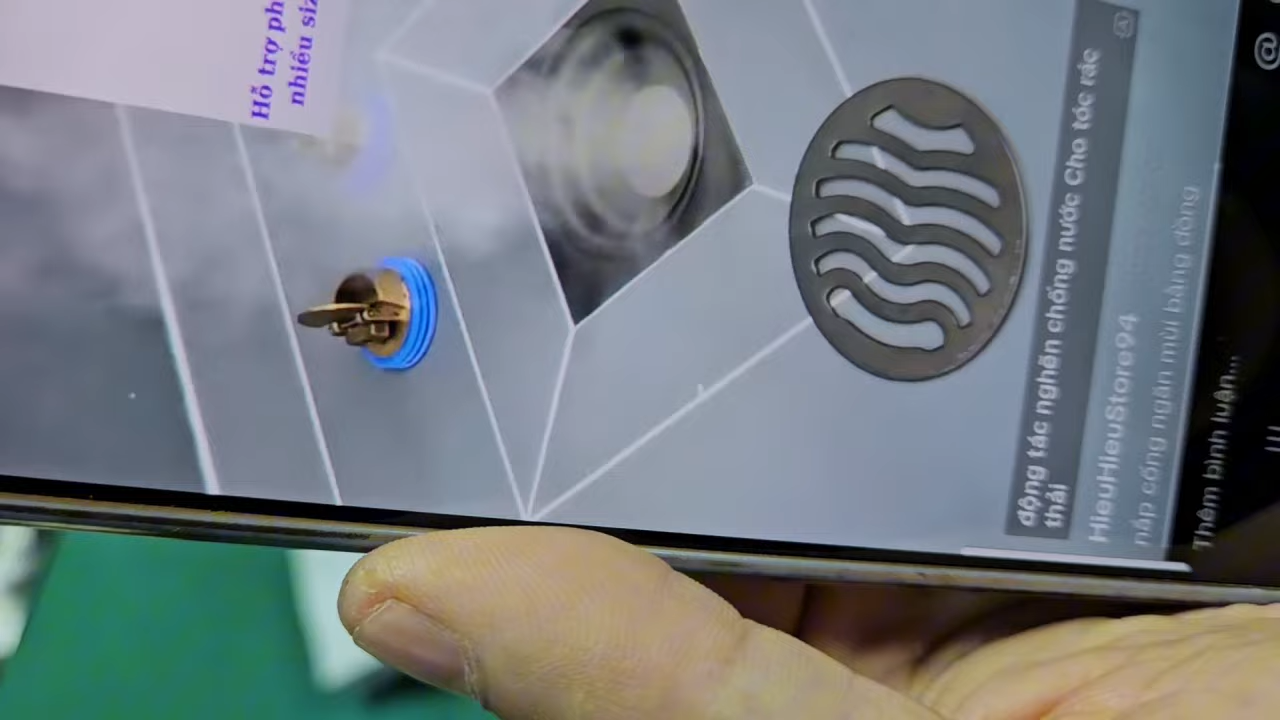 Hỗ trợ ph
nhiều siz
động tác nghẽn chống nước Cho tóc rác
thải
HieuHieuStore94
nắp cống ngăn mùi bằng đồng
Thêm bình luận...
@